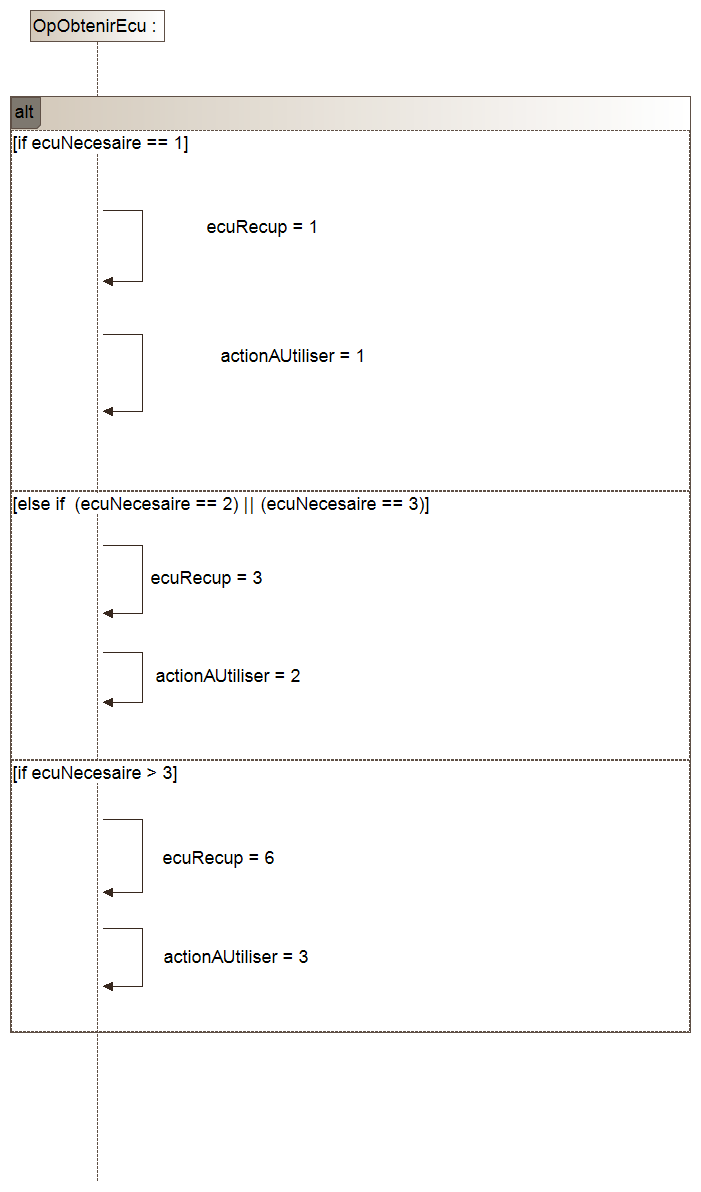 OpObtenirEcu :
alt
[if ecuNecesaire == 1]
ecuRecup = 1
actionAUtiliser = 1
[else if  (ecuNecesaire == 2) || (ecuNecesaire == 3)]
ecuRecup = 3
actionAUtiliser = 2
[if ecuNecesaire > 3]
ecuRecup = 6
actionAUtiliser = 3